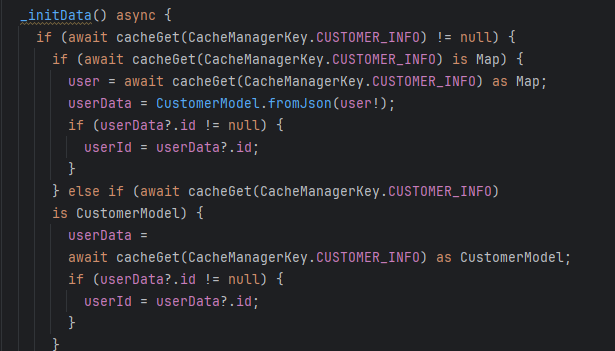 _initData() async {
if (await cacheGet(CacheManagerKey.CUSTOMER_INFO) != null) {
if (await cacheGet(CacheManagerKey.CUSTOMER_INFO) is Map) {
user = await cacheGet(CacheManagerKey.CUSTOMER_INFO) as Map;
userData = CustomerModel.fromJson(user!);
if (userData?.id != null) {
userId = userData?.id;
}
} else if (await cacheGet(CacheManagerKey.CUSTOMER_INFO)
is CustomerModel) {
userData =
await cacheGet(CacheManagerKey.CUSTOMER_INFO) as CustomerModel;
if (userData?.id != null) {
userId = userData?.id;
}
}